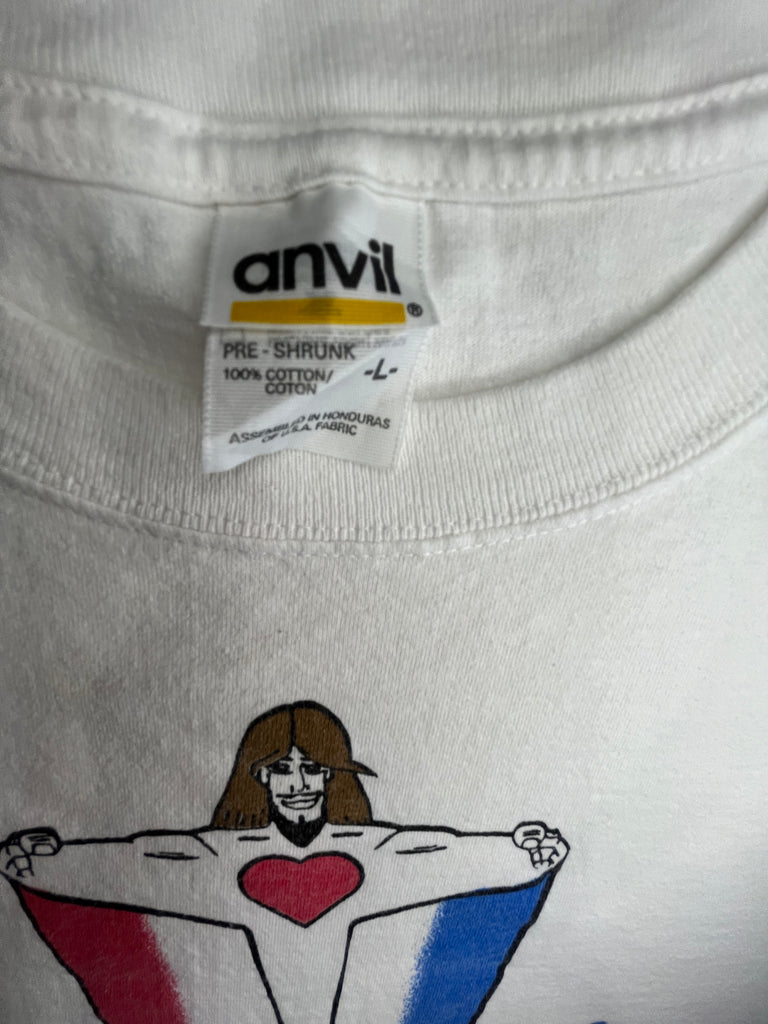 anvil
®
PRE-SHRUNK
100% COTTON/ -L-
COTON
ASSEMBLED IN HONDURAS
OF U.S.A. FABRIC